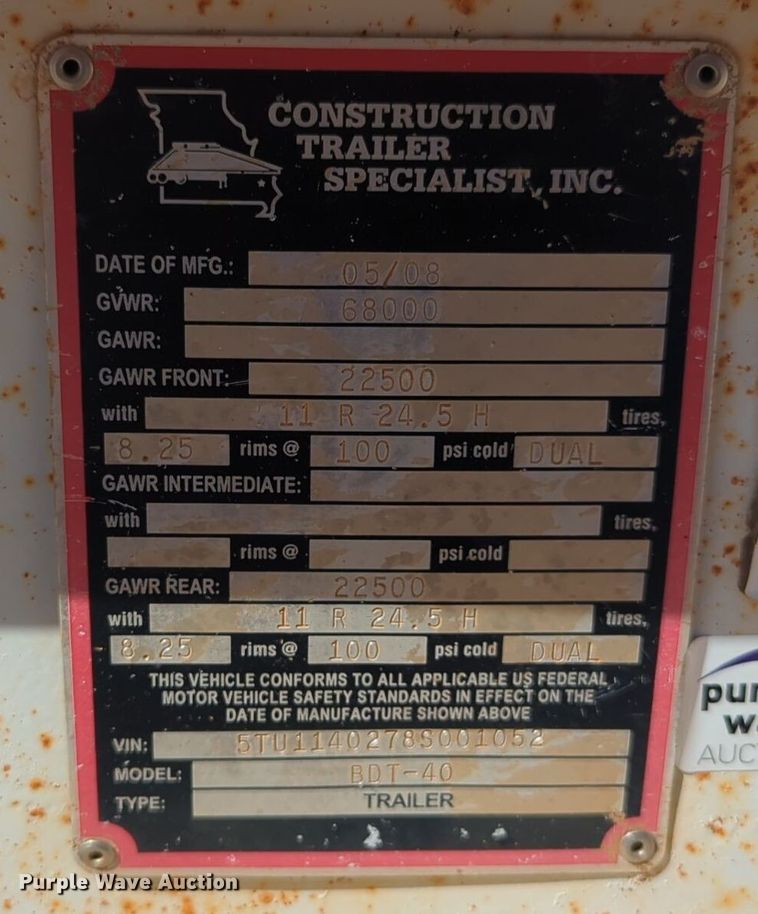 CONSTRUCTION
TRAILER
SPECIALIST, INC.
DATE OF MFG.: 05/08
GVWR: 68000
GAWR:
GAWR FRONT: 22500
with 11 R 24.5 H tires,
8.25 rims @ 100 psi cold DUAL
GAWR INTERMEDIATE:
with tires,
rims @ psi cold
GAWR REAR: 22500
with 11 R 24.5 H tires,
8.25 rims @ 100 psi cold DUAL
THIS VEHICLE CONFORMS TO ALL APPLICABLE US FEDERAL
MOTOR VEHICLE SAFETY STANDARDS IN EFFECT ON THE
DATE OF MANUFACTURE SHOWN ABOVE
VIN: 5TU1140278S001052
MODEL: BDT-40
TYPE: TRAILER
Purple Wave Auction